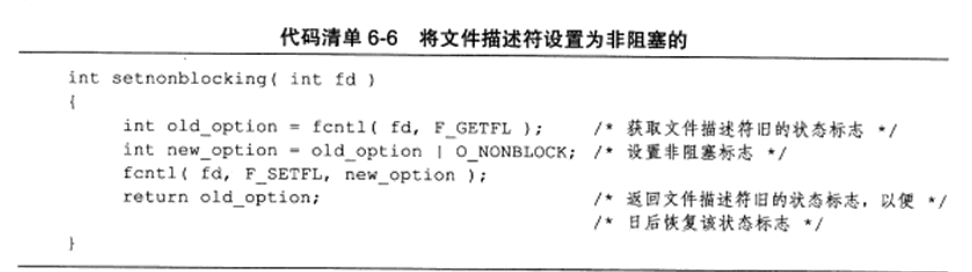 代码清单 6-6 将文件描述符设置为非阻塞的
int setnonblocking( int fd )
{
int old_option = fcntl( fd, F_GETFL ); /* 获取文件描述符旧的状态标志 */
int new_option = old_option | O_NONBLOCK; /* 设置非阻塞标志 */
fcntl( fd, F_SETFL, new_option );
return old_option; /* 返回文件描述符旧的状态标志，以便 */
/* 日后恢复该状态标志 */
}